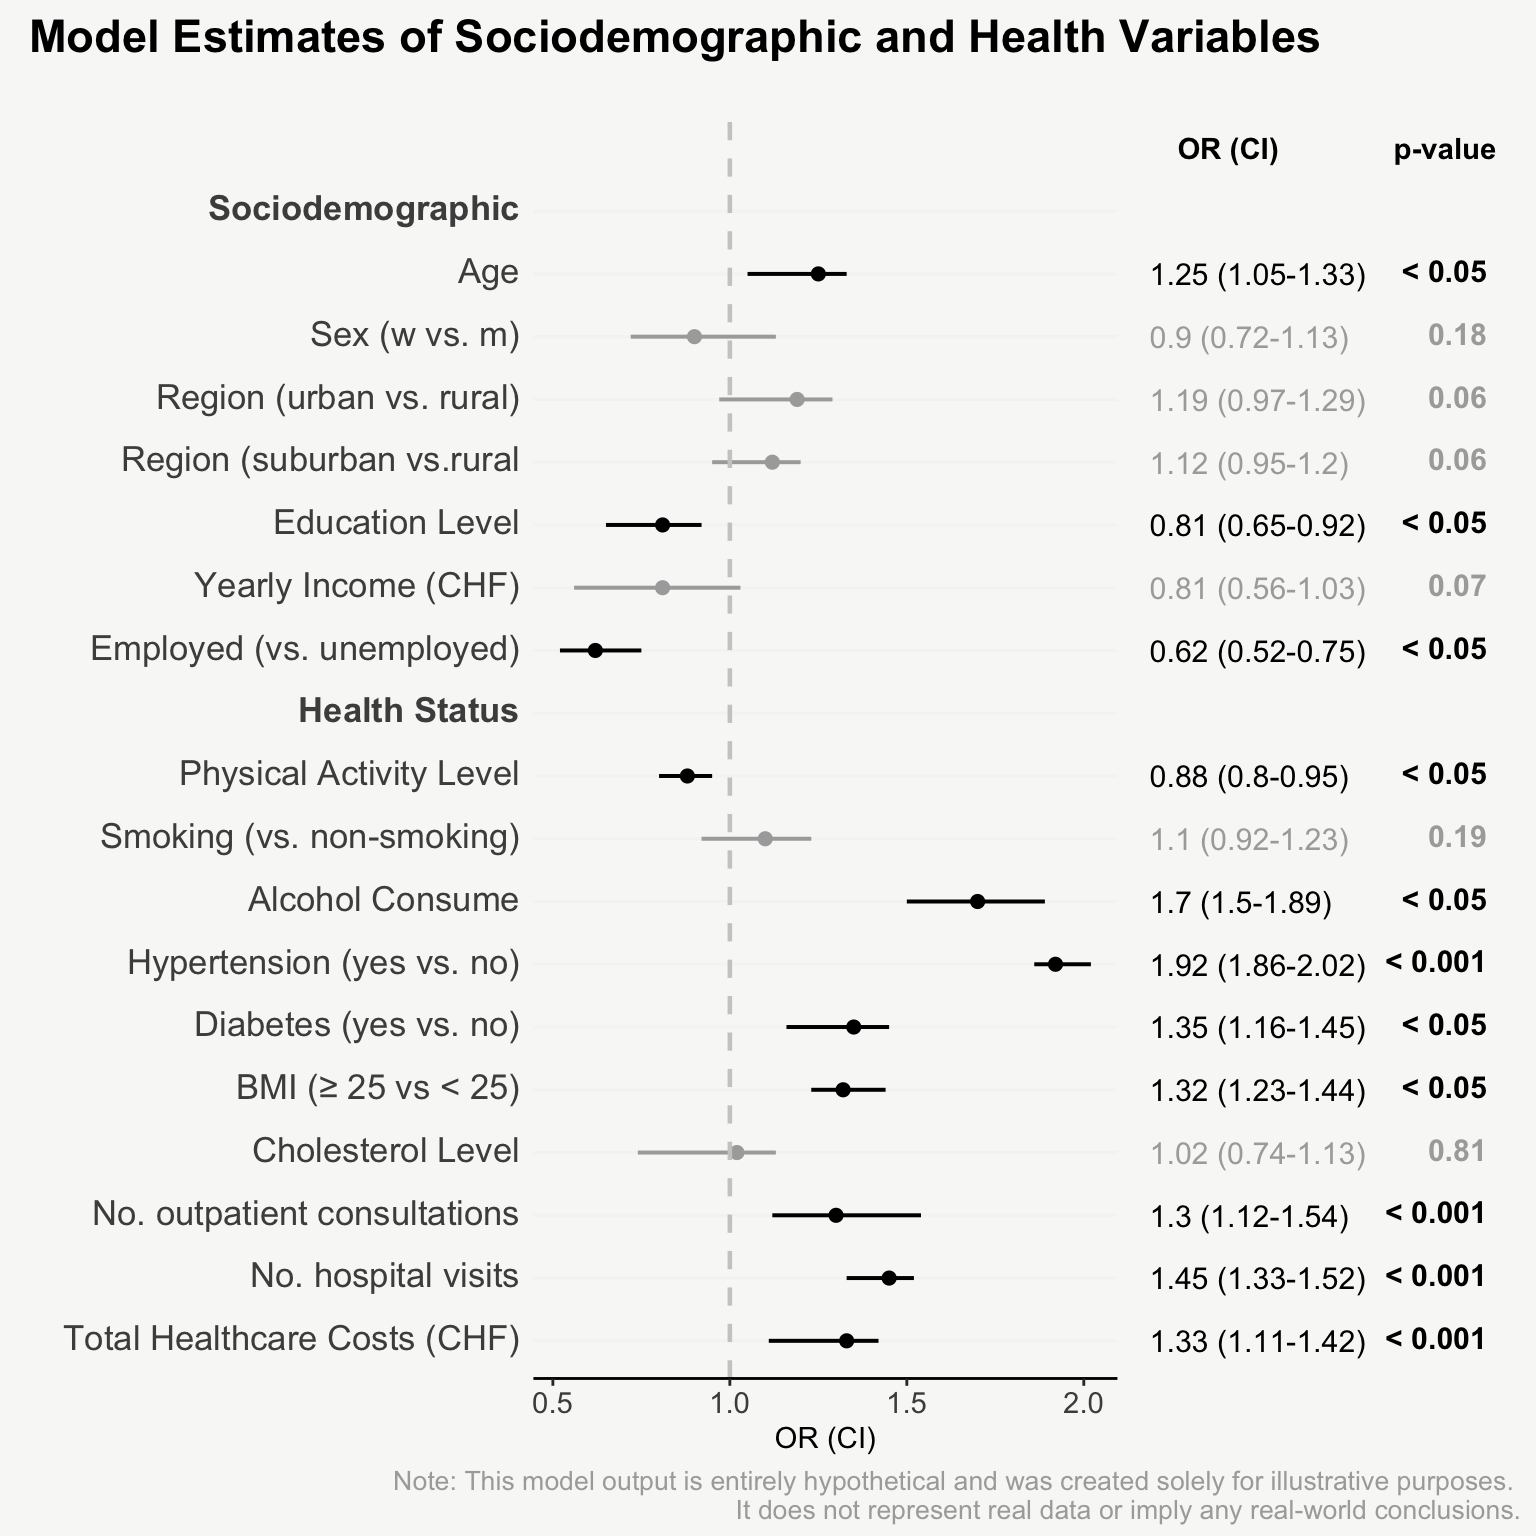 Model Estimates of Sociodemographic and Health Variables
OR (CI) p-value
Sociodemographic
Age 1.25 (1.05-1.33) < 0.05
Sex (w vs. m) 0.9 (0.72-1.13) 0.18
Region (urban vs. rural) 1.19 (0.97-1.29) 0.06
Region (suburban vs.rural 1.12 (0.95-1.2) 0.06
Education Level 0.81 (0.65-0.92) < 0.05
Yearly Income (CHF) 0.81 (0.56-1.03) 0.07
Employed (vs. unemployed) 0.62 (0.52-0.75) < 0.05
Health Status
Physical Activity Level 0.88 (0.8-0.95) < 0.05
Smoking (vs. non-smoking) 1.1 (0.92-1.23) 0.19
Alcohol Consume 1.7 (1.5-1.89) < 0.05
Hypertension (yes vs. no) 1.92 (1.86-2.02) < 0.001
Diabetes (yes vs. no) 1.35 (1.16-1.45) < 0.05
BMI (≥ 25 vs < 25) 1.32 (1.23-1.44) < 0.05
Cholesterol Level 1.02 (0.74-1.13) 0.81
No. outpatient consultations 1.3 (1.12-1.54) < 0.001
No. hospital visits 1.45 (1.33-1.52) < 0.001
Total Healthcare Costs (CHF) 1.33 (1.11-1.42) < 0.001
0.5 1.0 1.5 2.0
OR (CI)
Note: This model output is entirely hypothetical and was created solely for illustrative purposes.
It does not represent real data or imply any real-world conclusions.